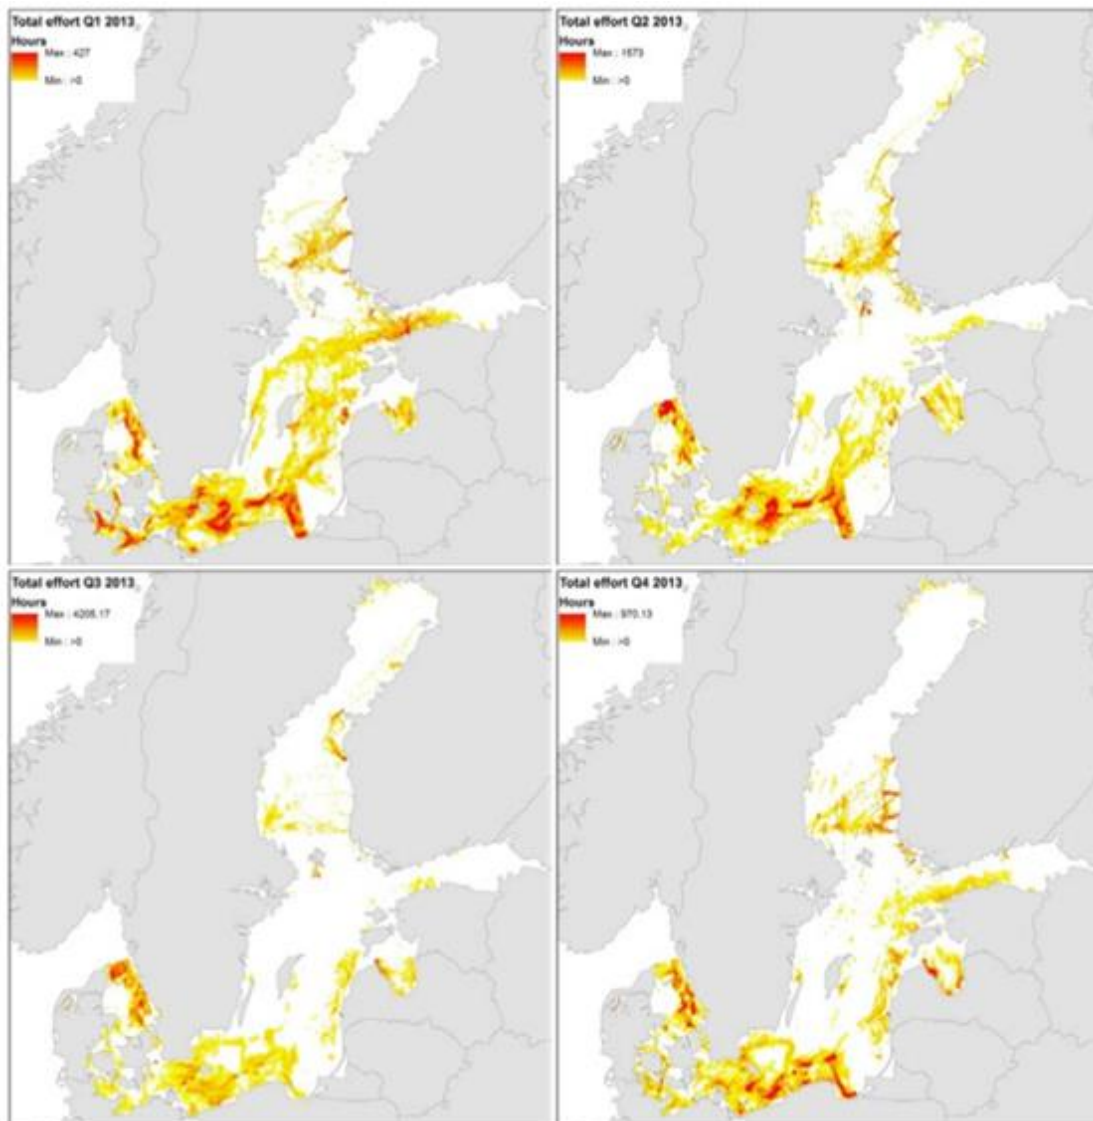 Total effort Q1 2013
Hours
Max : 427
Min : >0
Total effort Q2 2013
Hours
Max : 1573
Min : >0
Total effort Q3 2013
Hours
Max : 4205.17
Min : >0
Total effort Q4 2013
Hours
Max : 970.13
Min : >0